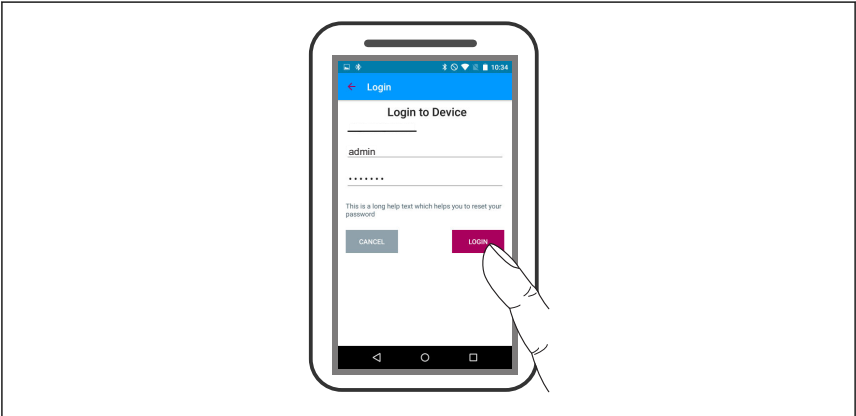 10:34
Login
Login to Device
admin
•••••••
This is a long help text which helps you to reset your
password
CANCEL LOGIN